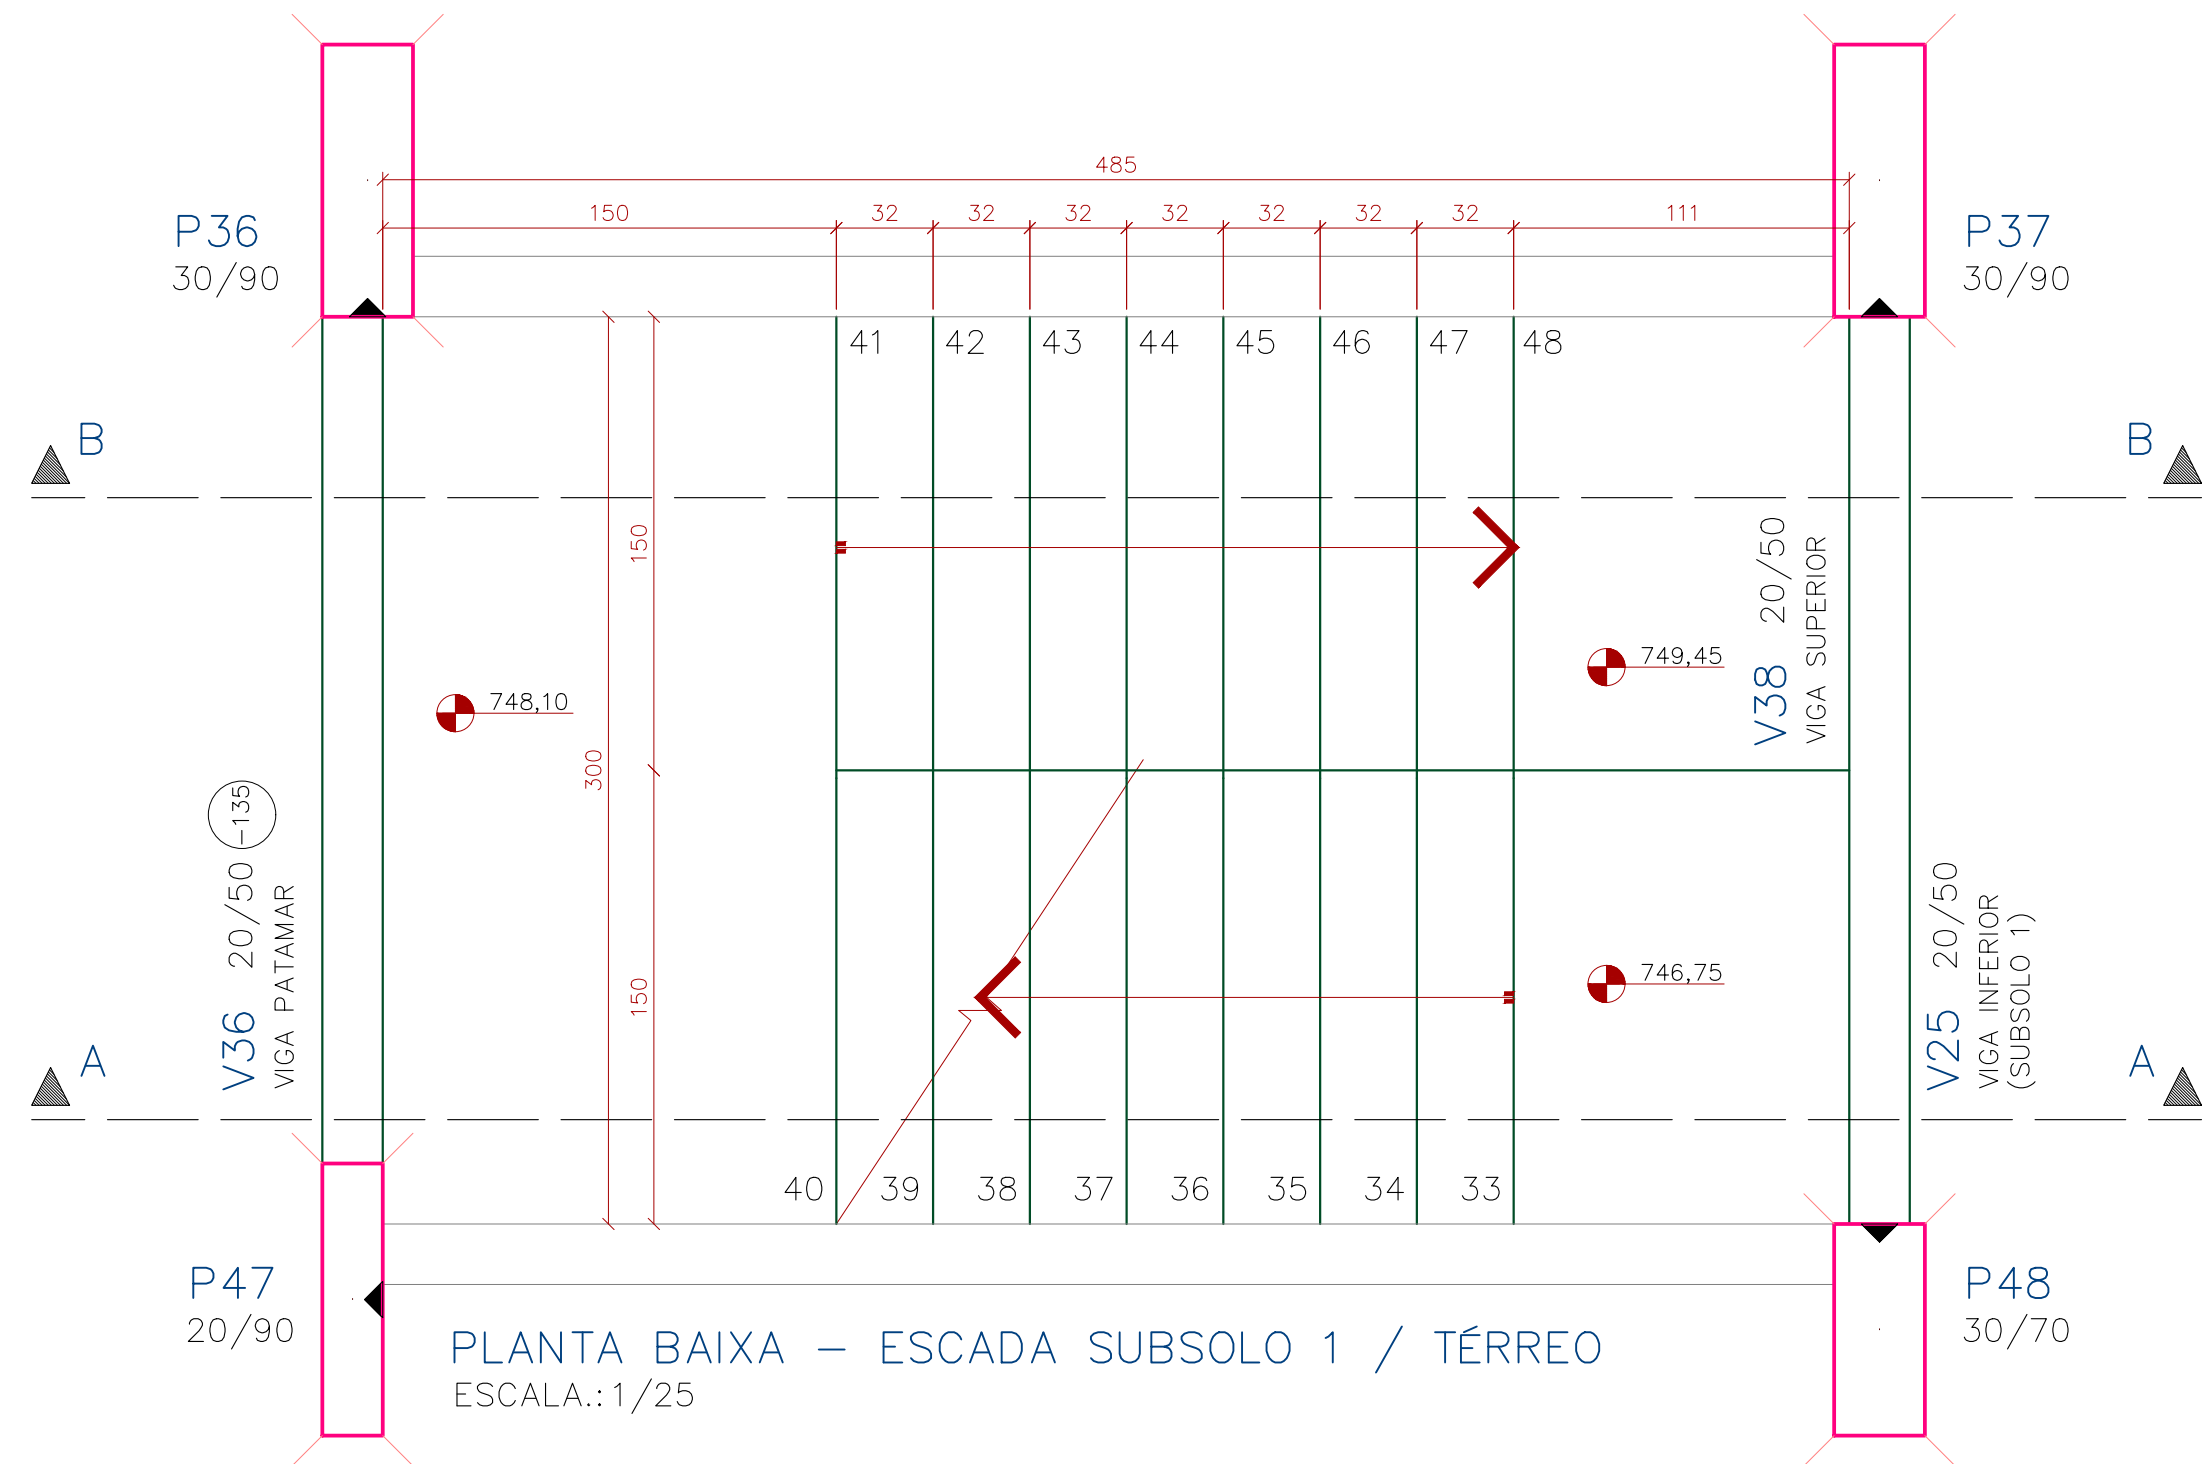 485
150 32 32 32 32 32 32 32 111
P36
30/90
P37
30/90
41 42 43 44 45 46 47 48
B B
150
300
150
748,10
749,45
746,75
V38 20/50
VIGA SUPERIOR
V36 20/50 -135
VIGA PATAMAR
V25 20/50
VIGA INFERIOR
(SUBSOLO 1)
A A
40 39 38 37 36 35 34 33
P47
20/90
P48
30/70
PLANTA BAIXA – ESCADA SUBSOLO 1 / TÉRREO
ESCALA.:1/25